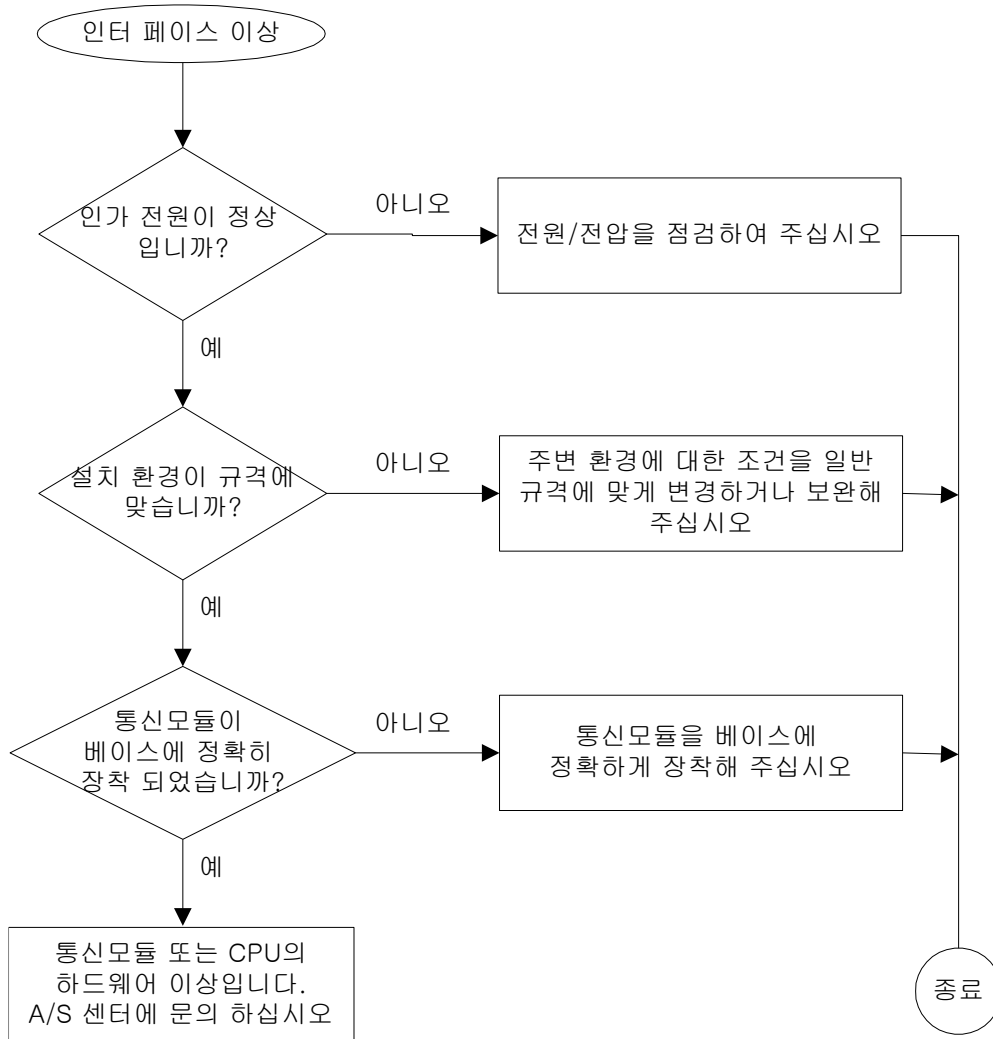 인터 페이스 이상
인가 전원이 정상
입니까?
아니오
전원/전압을 점검하여 주십시오
예
설치 환경이 규격에
맞습니까?
아니오
주변 환경에 대한 조건을 일반
규격에 맞게 변경하거나 보완해
주십시오
예
통신모듈이
베이스에 정확히
장착 되었습니까?
아니오
통신모듈을 베이스에
정확하게 장착해 주십시오
예
통신모듈 또는 CPU의
하드웨어 이상입니다.
A/S 센터에 문의 하십시오
종료